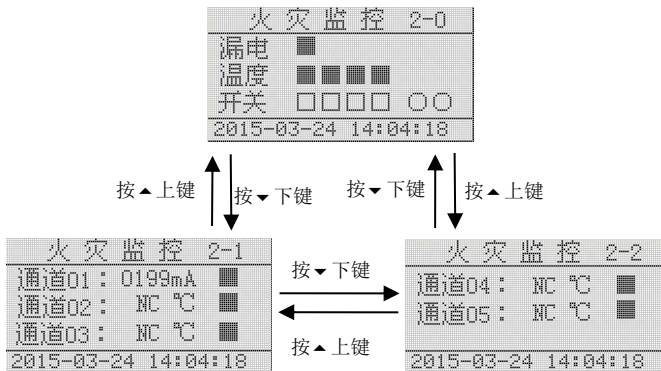 火灾监控 2-0
漏电 ■
温度 ■■■■
开关 □□□□ ○○
2015-03-24 14:04:18
按▲上键
按▼下键
按▼下键
按▲上键
火灾监控 2-1
通道01: 0199mA ■
通道02: NC ℃ ■
通道03: NC ℃ ■
2015-03-24 14:04:18
按▼下键
按▲上键
火灾监控 2-2
通道04: NC ℃ ■
通道05: NC ℃ ■
2015-03-24 14:04:18